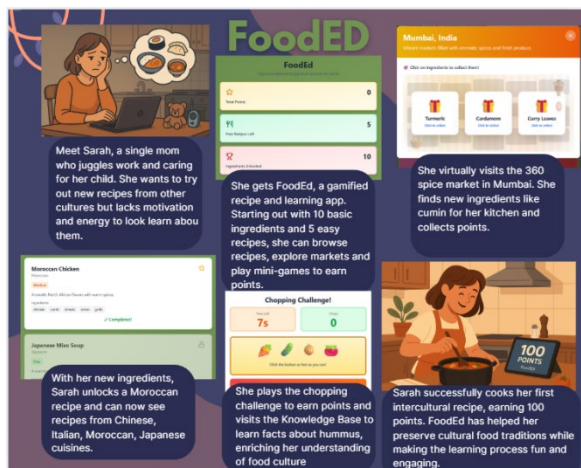 FoodED
FoodEd
Total Points
0
5
10
Mumbai, India
Click on ingredients to collect them!
Turmeric
Cardamom
Curry Leaves
Meet Sarah, a single mom
who juggles work and caring
for her child. She wants to try
out new recipes from other
cultures but lacks motivation
and energy to look learn abou
them.
She gets FoodEd, a gamified
recipe and learning app.
Starting out with 10 basic
ingredients and 5 easy
recipes, she can browse
recipes, explore markets and
play mini-games to earn
points.
She virtually visits the 360
spice market in Mumbai. She
finds new ingredients like
cumin for her kitchen and
collects points.
Moroccan Chicken
✓ Completed!
Japanese Miso Soup
With her new ingredients,
Sarah unlocks a Moroccan
recipe and can now see
recipes from Chinese,
Italian, Moroccan, Japanese
cuisines.
Chopping Challenge!
7s
0
Click the button as fast as you can!
She plays the chopping
challenge to earn points and
visits the Knowledge Base to
learn facts about hummus,
enriching her understanding
of food culture
100
POINTS
Sarah successfully cooks her first
intercultural recipe, earning 100
points. FoodEd has helped her
preserve cultural food traditions while
making the learning process fun and
engaging.